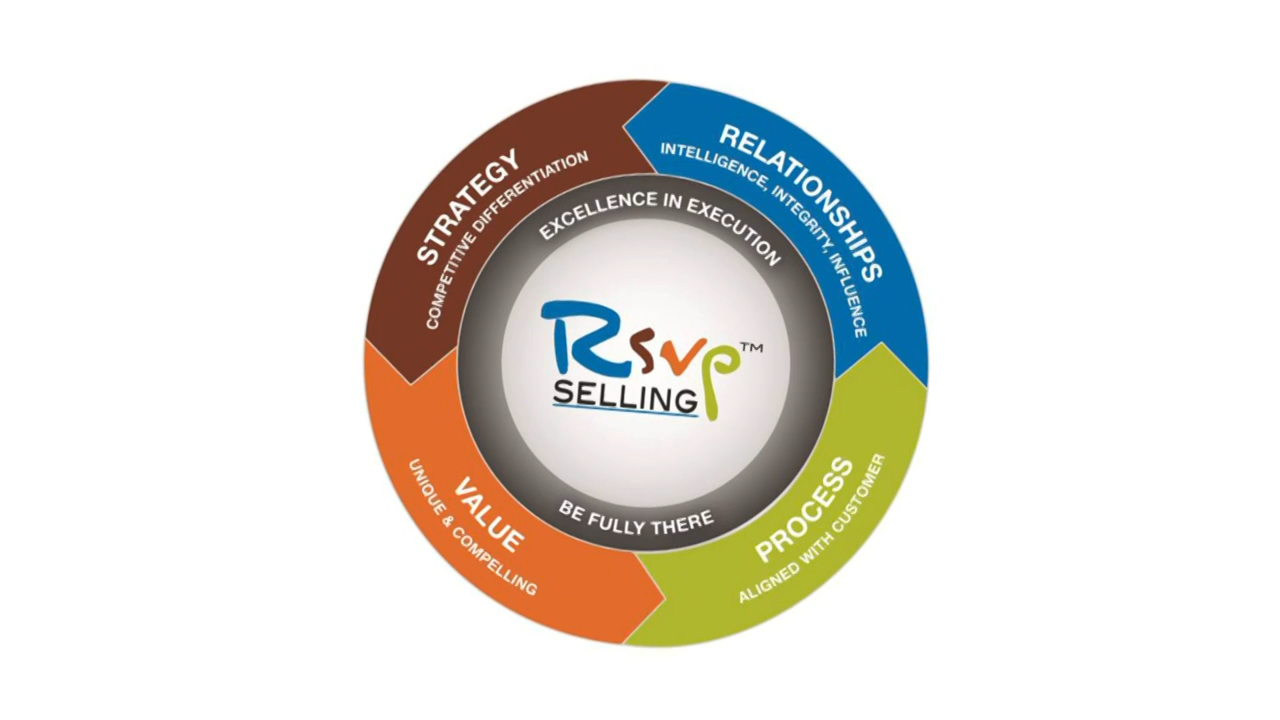 STRATEGY
COMPETITIVE DIFFERENTIATION
RELATIONSHIPS
INTELLIGENCE, INTEGRITY, INFLUENCE
EXCELLENCE IN EXECUTION
RSVP™
SELLING
BE FULLY THERE
VALUE
UNIQUE & COMPELLING
PROCESS
ALIGNED WITH CUSTOMER